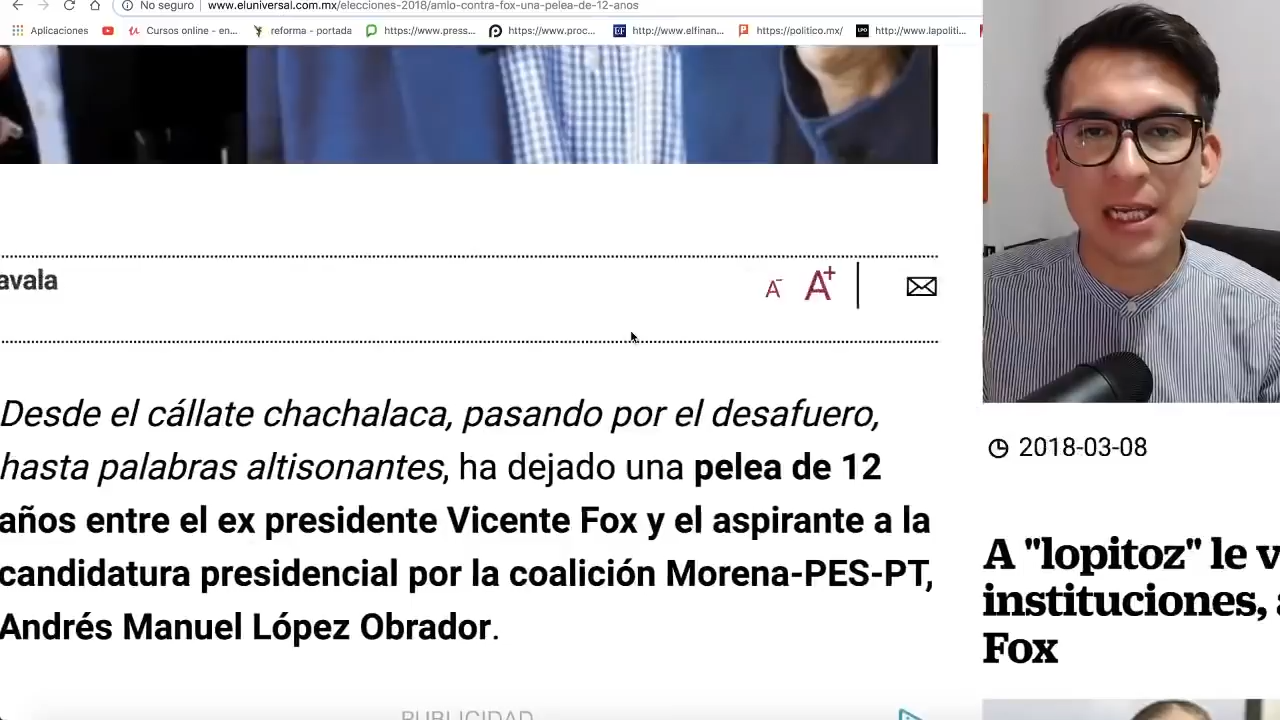 No seguro
www.eluniversal.com.mx/elecciones-2018/amlo-contra-fox-una-pelea-de-12-anos
Aplicaciones
Cursos online - en...
reforma - portada
https://www.press...
https://www.proc...
http://www.elfinan...
https://politico.mx/
http://www.lapoliti...
avala
A-
A+
Desde el cállate chachalaca, pasando por el desafuero,
hasta palabras altisonantes, ha dejado una pelea de 12
años entre el ex presidente Vicente Fox y el aspirante a la
candidatura presidencial por la coalición Morena-PES-PT,
Andrés Manuel López Obrador.
PUBLICIDAD
2018-03-08
A "lopitoz" le v
instituciones,
Fox